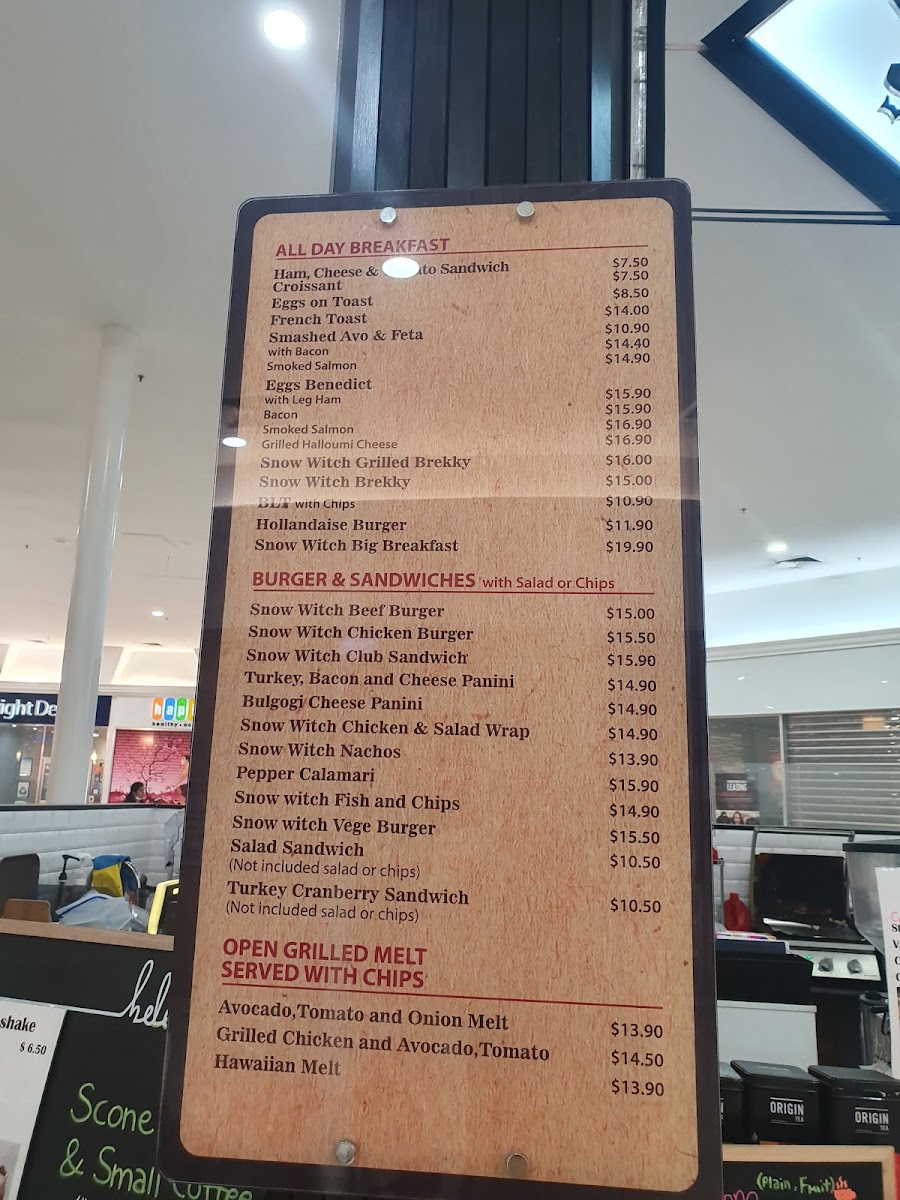 ALL DAY BREAKFAST
Ham, Cheese & Sandwich $7.50
Croissant $7.50
Eggs on Toast $8.50
French Toast $14.00
Smashed Avo & Feta $10.90
with Bacon $14.40
Smoked Salmon $14.90
Eggs Benedict
with Leg Ham $15.90
Bacon $15.90
Smoked Salmon $16.90
Grilled Halloumi Cheese $16.90
Snow Witch Grilled Brekky $16.00
Snow Witch Brekky $15.00
BLT with Chips $10.90
Hollandaise Burger $11.90
Snow Witch Big Breakfast $19.90
BURGER & SANDWICHES with Salad or Chips
Snow Witch Beef Burger $15.00
Snow Witch Chicken Burger $15.50
Snow Witch Club Sandwich $15.90
Turkey, Bacon and Cheese Panini $14.90
Bulgogi Cheese Panini $14.90
Snow Witch Chicken & Salad Wrap $14.90
Snow Witch Nachos $13.90
Pepper Calamari $15.90
Snow witch Fish and Chips $14.90
Snow witch Vege Burger $15.50
Salad Sandwich $10.50
(Not included salad or chips)
Turkey Cranberry Sandwich $10.50
(Not included salad or chips)
OPEN GRILLED MELT
SERVED WITH CHIPS
Avocado,Tomato and Onion Melt $13.90
Grilled Chicken and Avocado,Tomato $14.50
Hawaiian Melt $13.90
shake
$6.50
Scone
& Small Coffee
ORIGIN
TEA
ORIGIN
TEA
(Plain, Fruit)